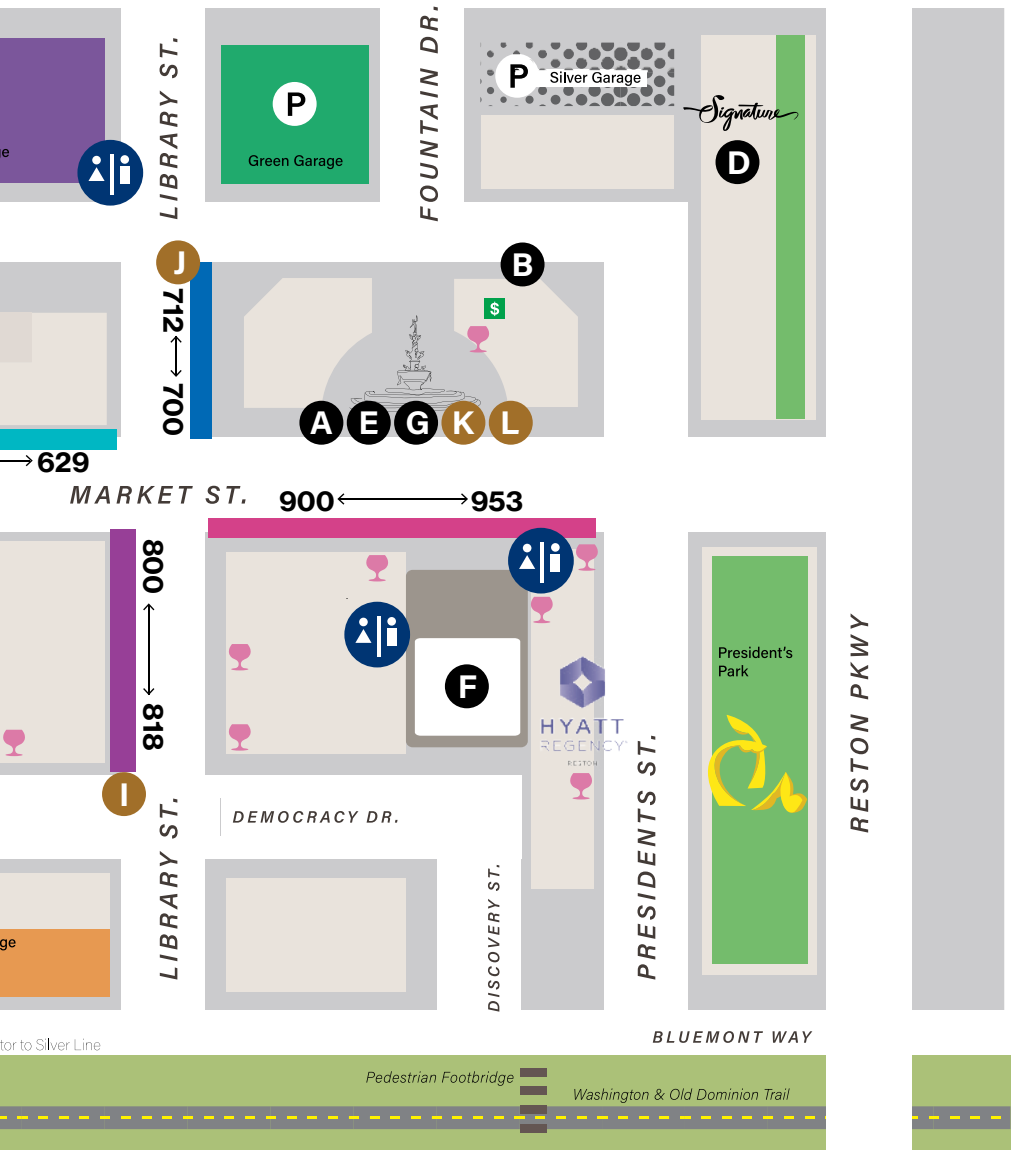 LIBRARY ST.
P
Green Garage
FOUNTAIN DR.
P
Silver Garage
Signature
D
ge
J
712
700
B
$
A
E
G
K
L
629
MARKET ST.
900
953
800
818
F
HYATT
REGENCY
RESTON
President's
Park
RESTON PKWY
PRESIDENTS ST.
I
LIBRARY ST.
DEMOCRACY DR.
DISCOVERY ST.
ge
BLUEMONT WAY
tor to Silver Line
Pedestrian Footbridge
Washington & Old Dominion Trail